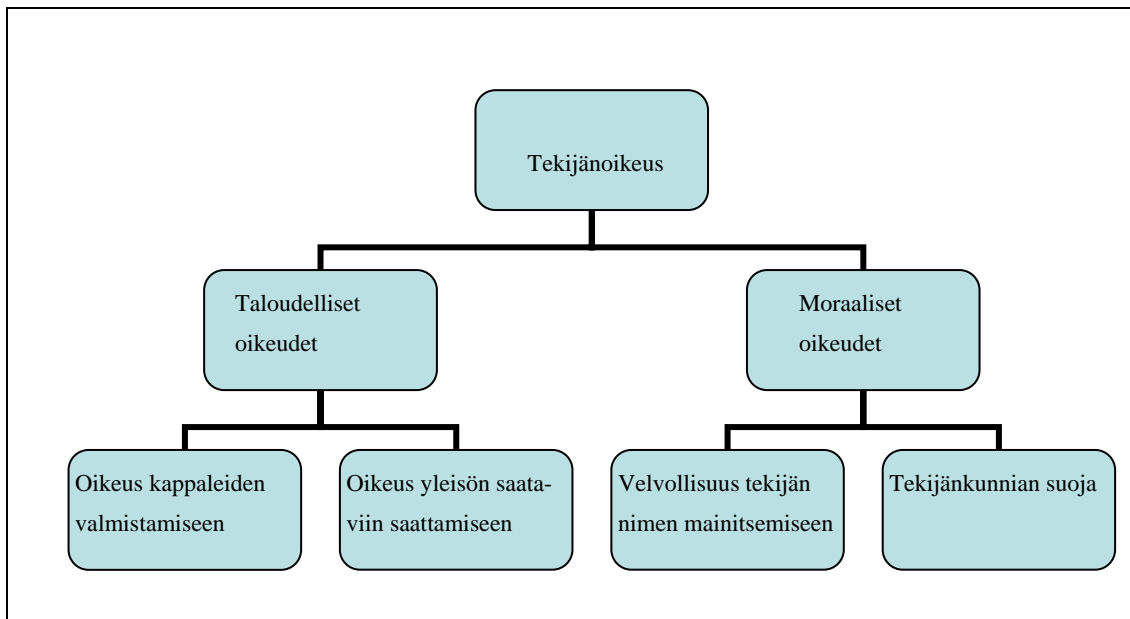 Tekijänoikeus
Taloudelliset
oikeudet
Moraaliset
oikeudet
Oikeus kappaleiden
valmistamiseen
Oikeus yleisön saata-
viin saattamiseen
Velvollisuus tekijän
nimen mainitsemiseen
Tekijänkunnian suoja